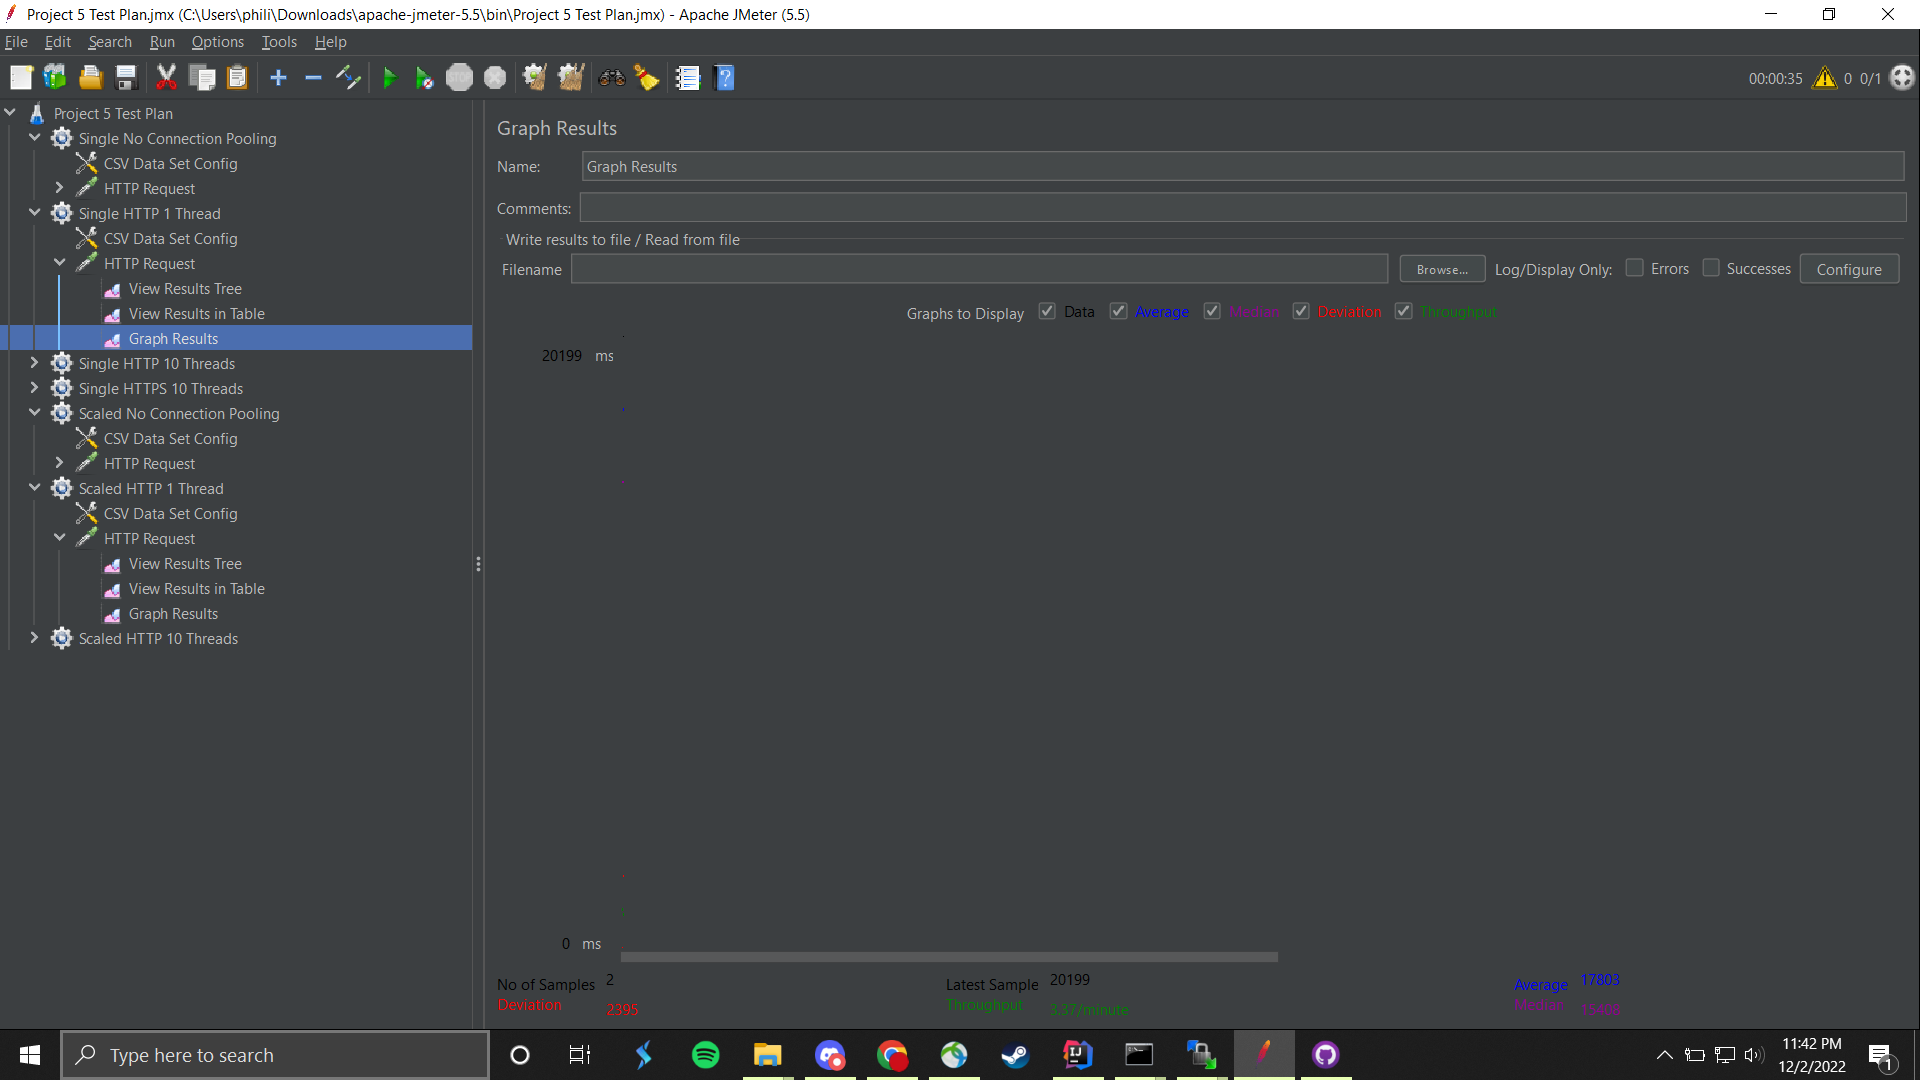 Project 5 Test Plan.jmx (C:\Users\phili\Downloads\apache-jmeter-5.5\bin\Project 5 Test Plan.jmx) - Apache JMeter (5.5)
File Edit Search Run Options Tools Help
STOP
00:00:35 0 0/1
Project 5 Test Plan
Single No Connection Pooling
CSV Data Set Config
HTTP Request
Single HTTP 1 Thread
CSV Data Set Config
HTTP Request
View Results Tree
View Results in Table
Graph Results
Single HTTP 10 Threads
Single HTTPS 10 Threads
Scaled No Connection Pooling
CSV Data Set Config
HTTP Request
Scaled HTTP 1 Thread
CSV Data Set Config
HTTP Request
View Results Tree
View Results in Table
Graph Results
Scaled HTTP 10 Threads
Graph Results
Name: Graph Results
Comments:
Write results to file / Read from file
Filename Browse... Log/Display Only: Errors Successes Configure
Graphs to Display Data Average Median Deviation Throughput
20199 ms
0 ms
No of Samples 2 Latest Sample 20199 Average 17803
Deviation 2395 Throughput 3.37/minute Median
Type here to search
11:42 PM
12/2/2022
1